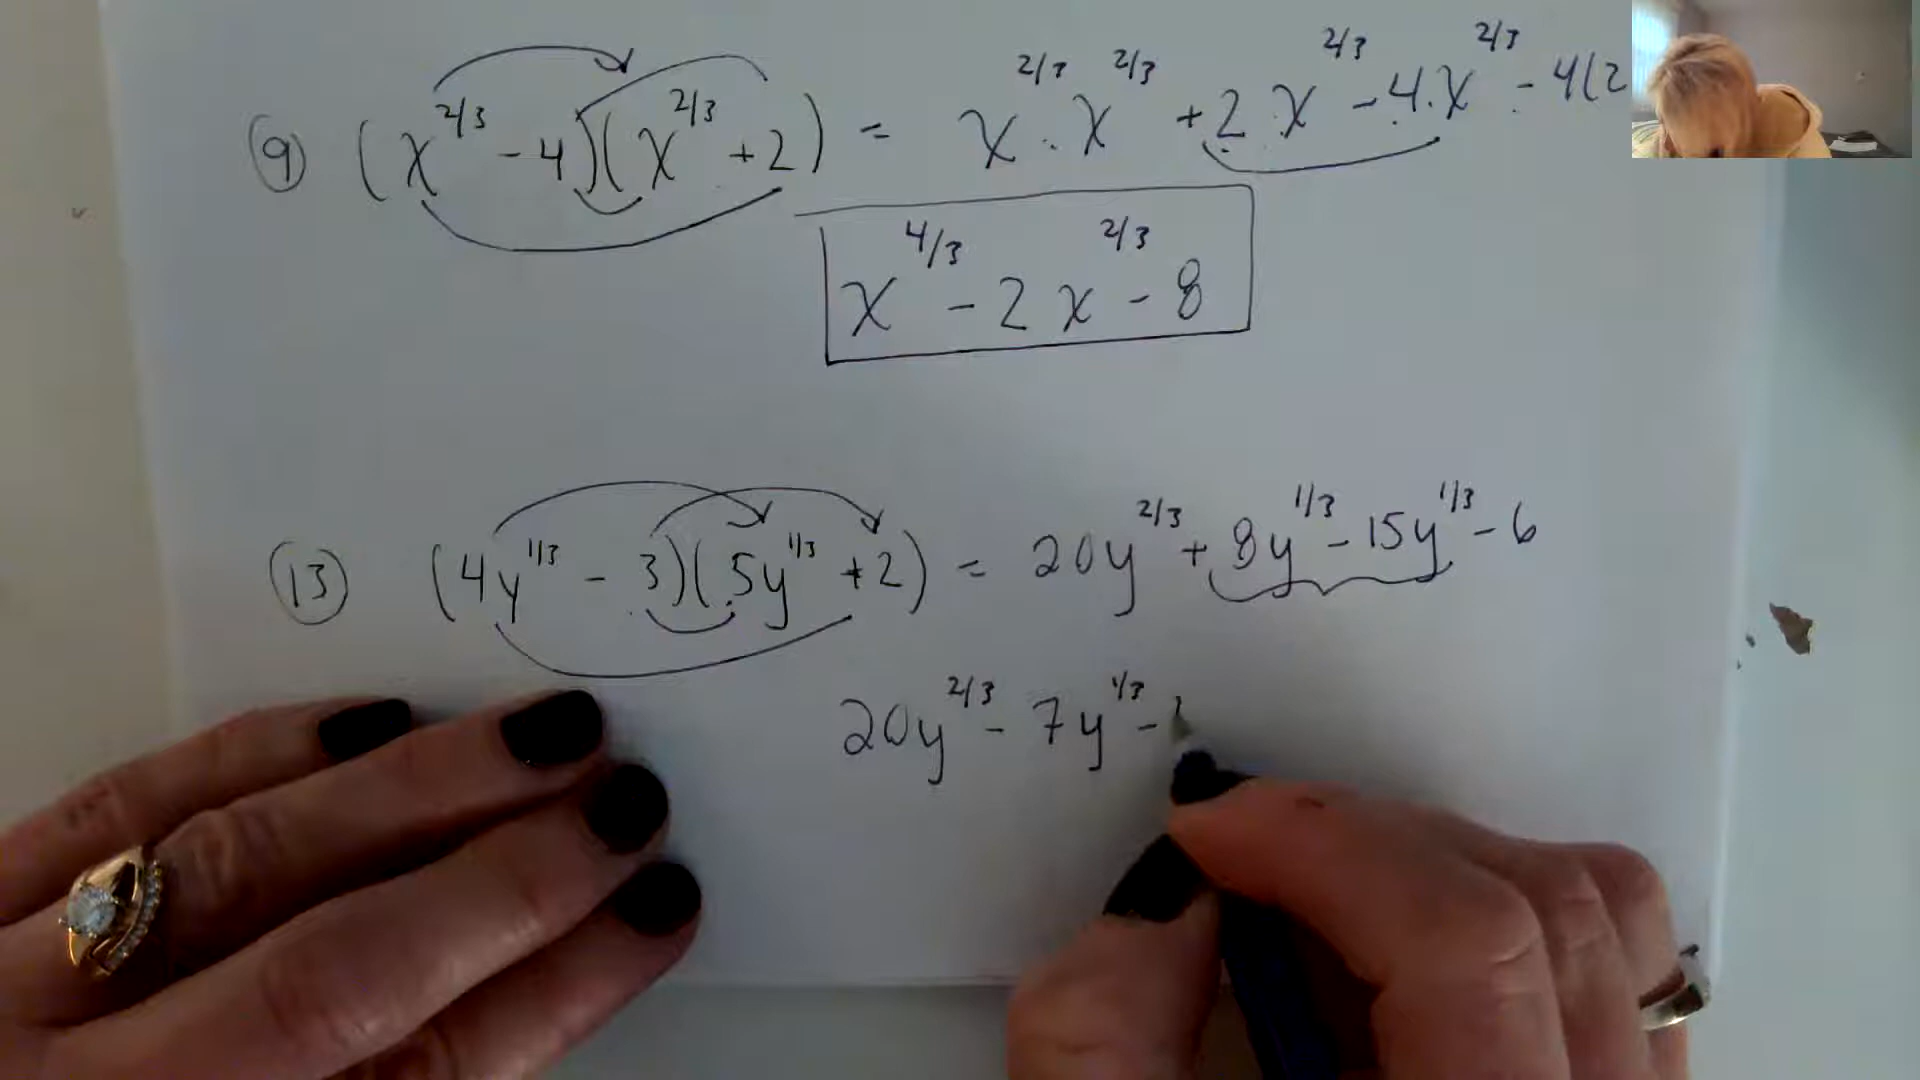 ⑨ (x^2/3 - 4)(x^2/3 + 2) = x^2/3 · x^2/3 + 2 · x^2/3 - 4 · x^2/3 - 4(2
x^4/3 - 2x^2/3 - 8
⑬ (4y^1/3 - 3)(5y^1/3 + 2) = 20y^2/3 + 8y^1/3 - 15y^1/3 - 6
20y^2/3 - 7y^1/3 -